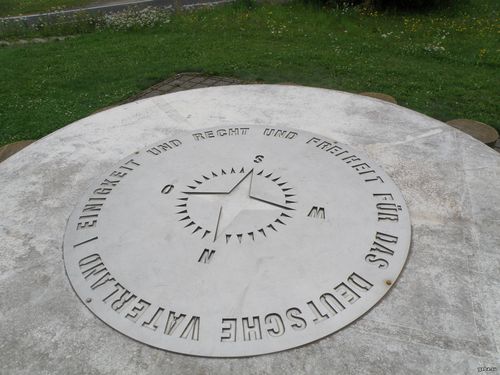 EINIGKEIT UND RECHT UND FREIHEIT FÜR DAS DEUTSCHE VATERLAND |
S
W
N
O